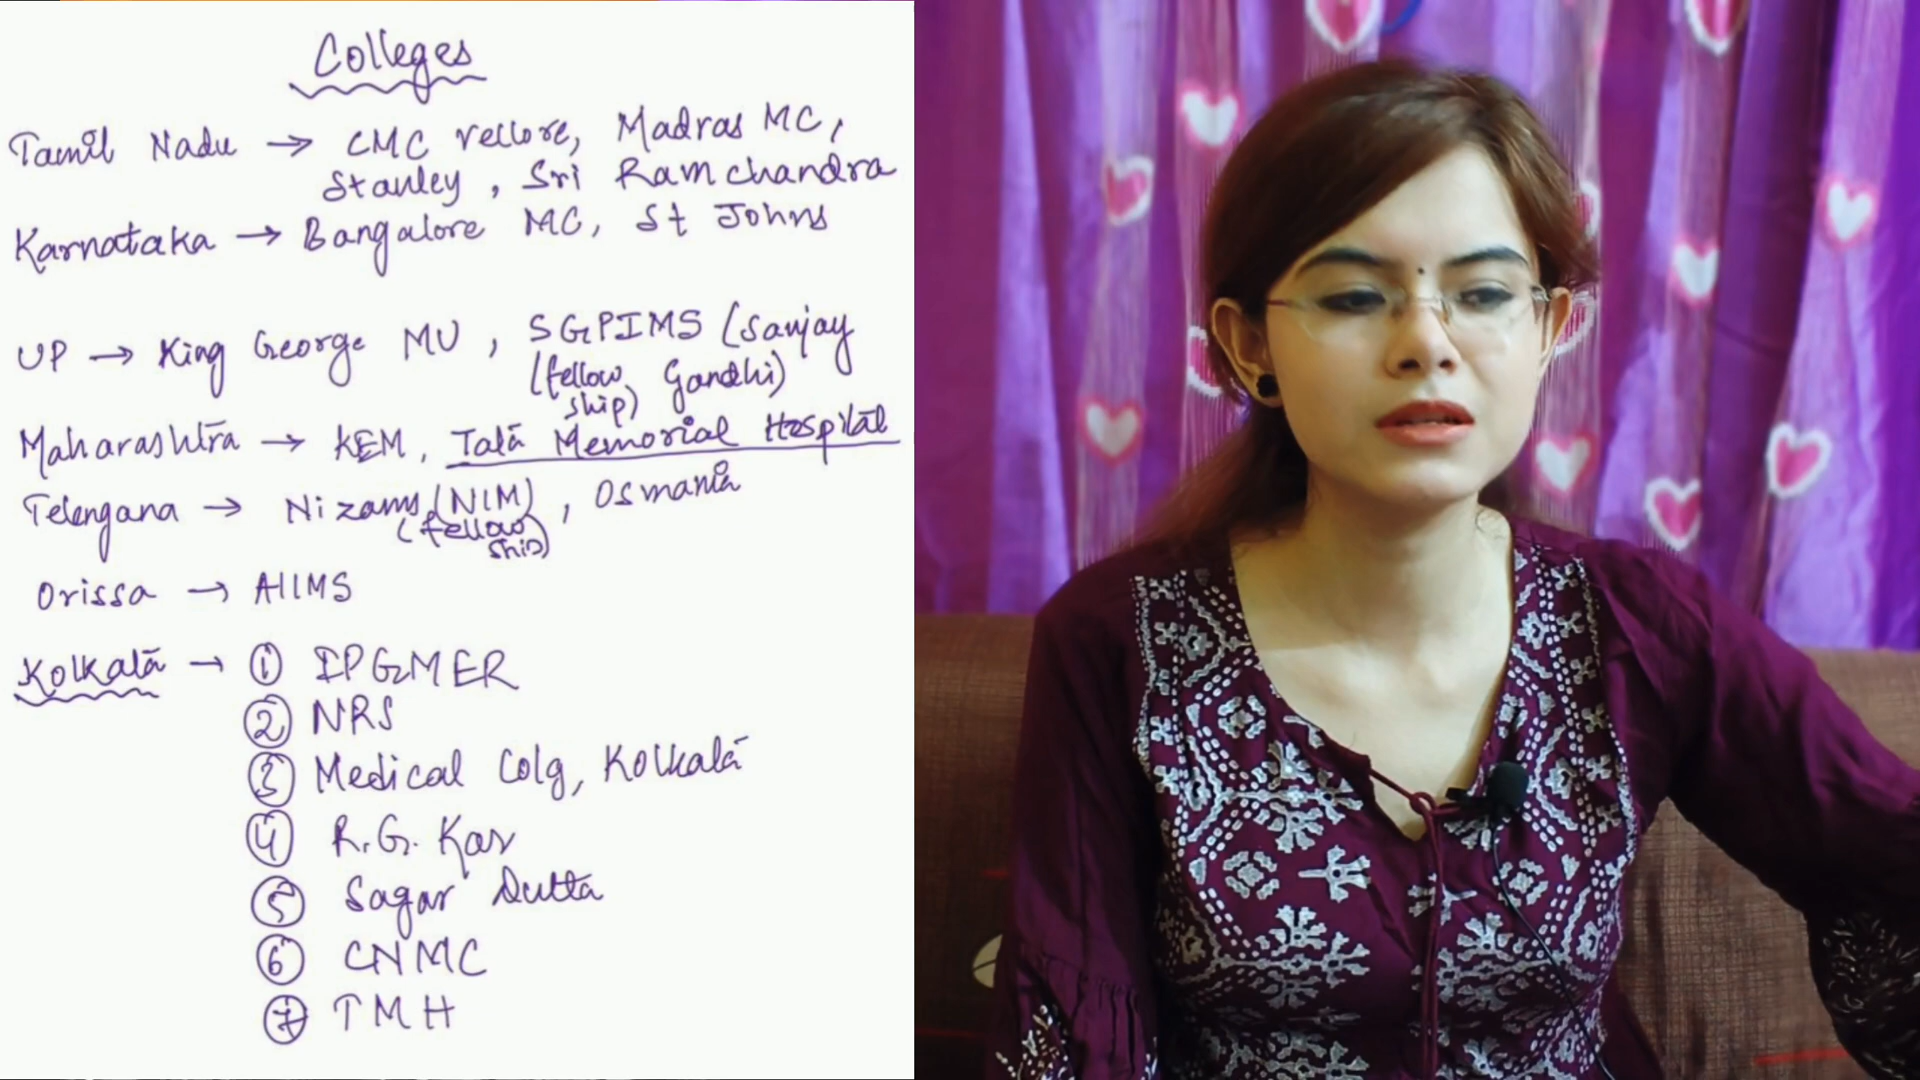 Colleges
Tamil Nadu → CMC Vellore, Madras MC,
Stanley, Sri Ramchandra
Karnataka → Bangalore MC, St Johns
UP → King George MU, SGPIMS (Sanjay
(fellow Gandhi)
ship)
Maharashtra → KEM, Tata Memorial Hospital
Telengana → Nizams (NIM), Osmania
(fellow
ship)
Orissa → AIIMS
Kolkata → ① IPGMER
② NRS
③ Medical Colg, Kolkata
④ R.G. Kar
⑤ Sagar Dutta
⑥ CNMC
⑦ TMH